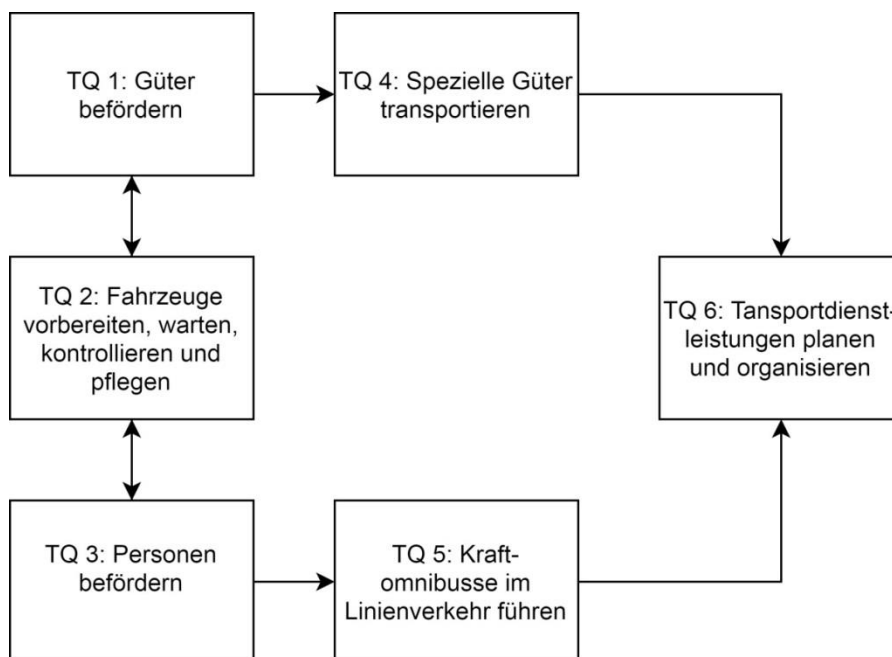 TQ 1: Güter
befördern
TQ 4: Spezielle Güter
transportieren
TQ 2: Fahrzeuge
vorbereiten, warten,
kontrollieren und
pflegen
TQ 6: Tansportdienst-
leistungen planen
und organisieren
TQ 3: Personen
befördern
TQ 5: Kraft-
omnibusse im
Linienverkehr führen